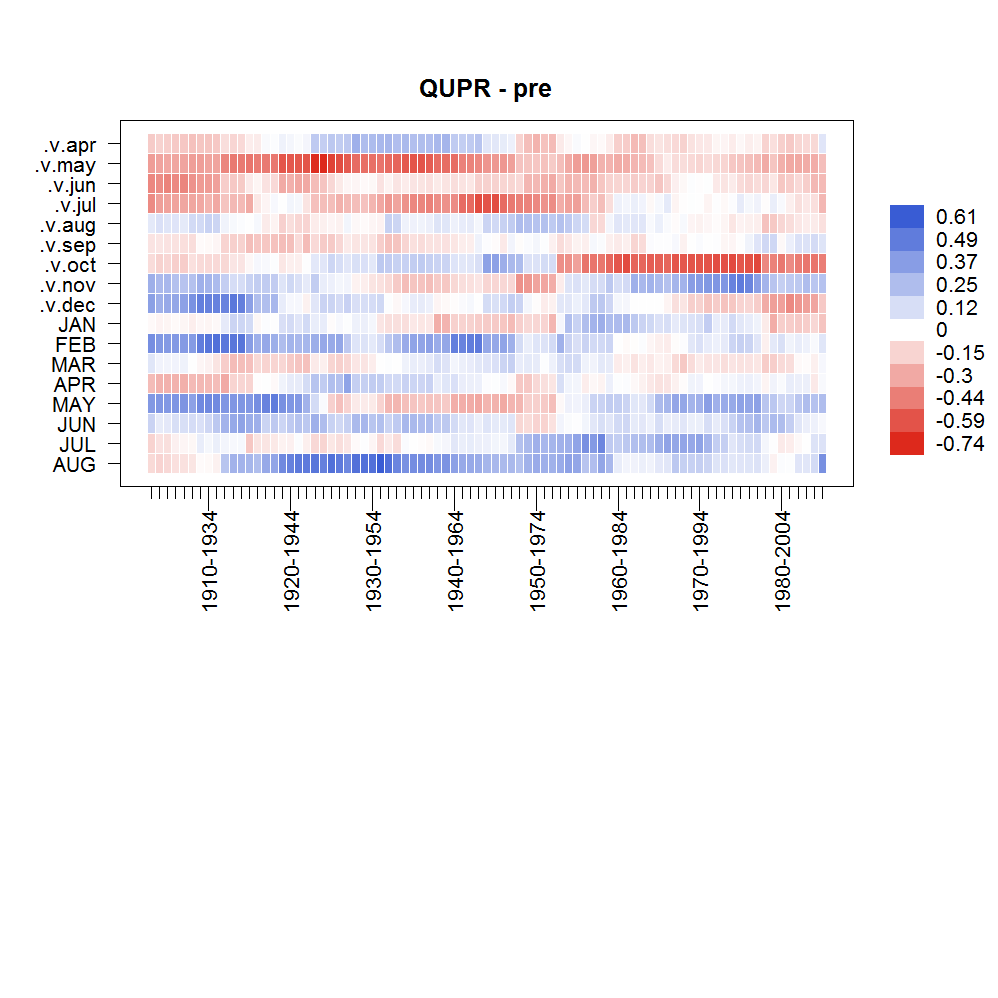 QUPR - pre
.v.apr
.v.may
.v.jun
.v.jul
.v.aug
.v.sep
.v.oct
.v.nov
.v.dec
JAN
FEB
MAR
APR
MAY
JUN
JUL
AUG
0.61
0.49
0.37
0.25
0.12
0
-0.15
-0.3
-0.44
-0.59
-0.74
1910-1934
1920-1944
1930-1954
1940-1964
1950-1974
1960-1984
1970-1994
1980-2004